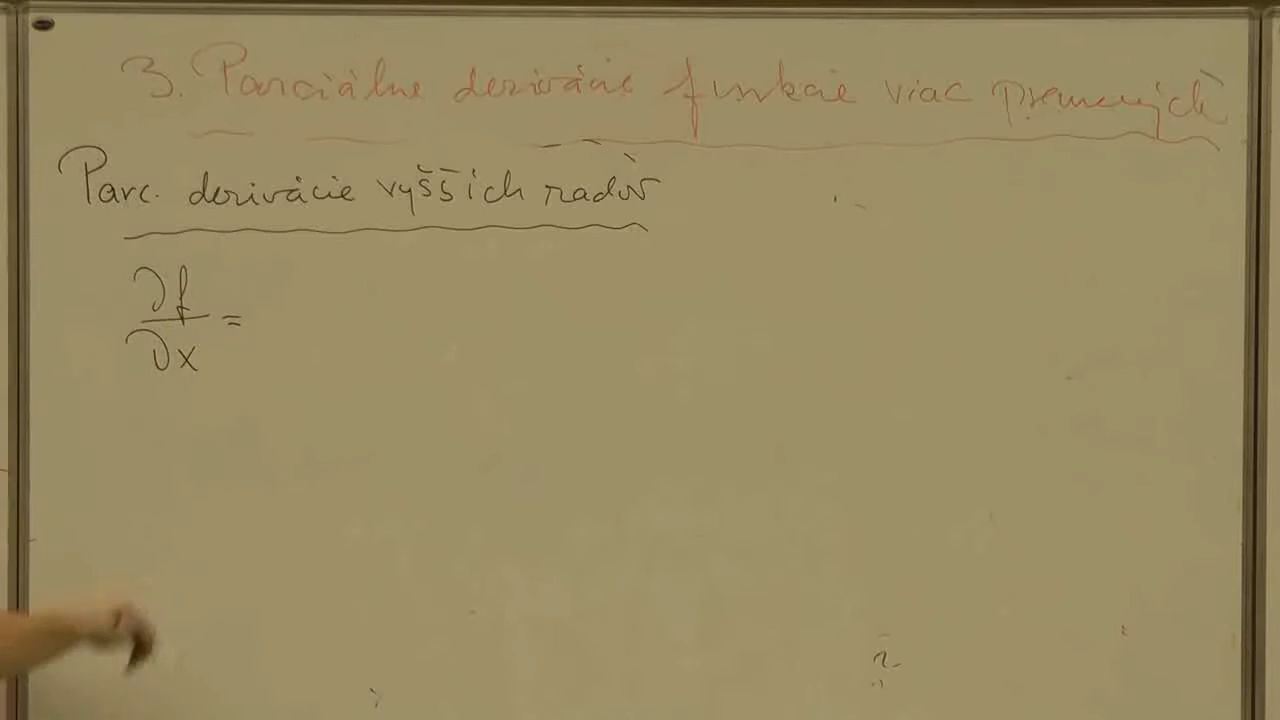 3. Parciálne derivácie funkcie viac premenných
Parc. derivácie vyšších radov
∂f
∂x =